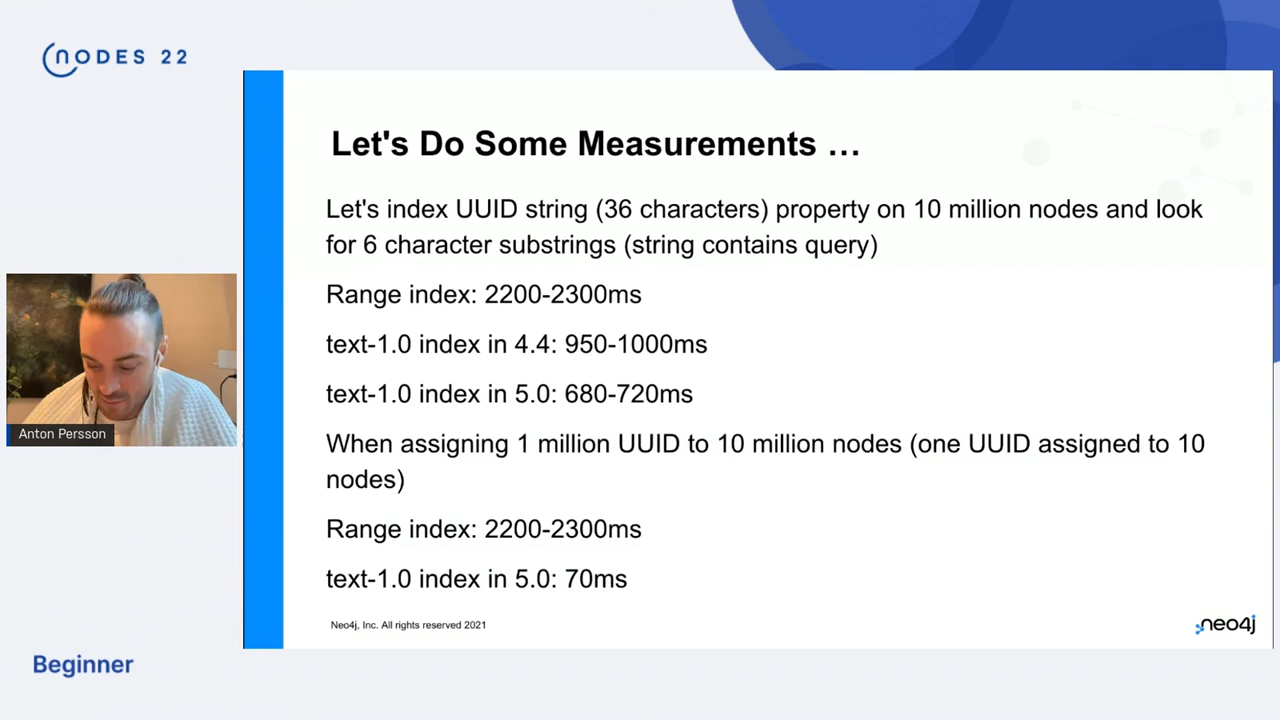 NODES 22
Let's Do Some Measurements …
Let's index UUID string (36 characters) property on 10 million nodes and look
for 6 character substrings (string contains query)
Range index: 2200-2300ms
text-1.0 index in 4.4: 950-1000ms
text-1.0 index in 5.0: 680-720ms
When assigning 1 million UUID to 10 million nodes (one UUID assigned to 10
nodes)
Range index: 2200-2300ms
text-1.0 index in 5.0: 70ms
Neo4j, Inc. All rights reserved 2021
neo4j
Anton Persson
Beginner